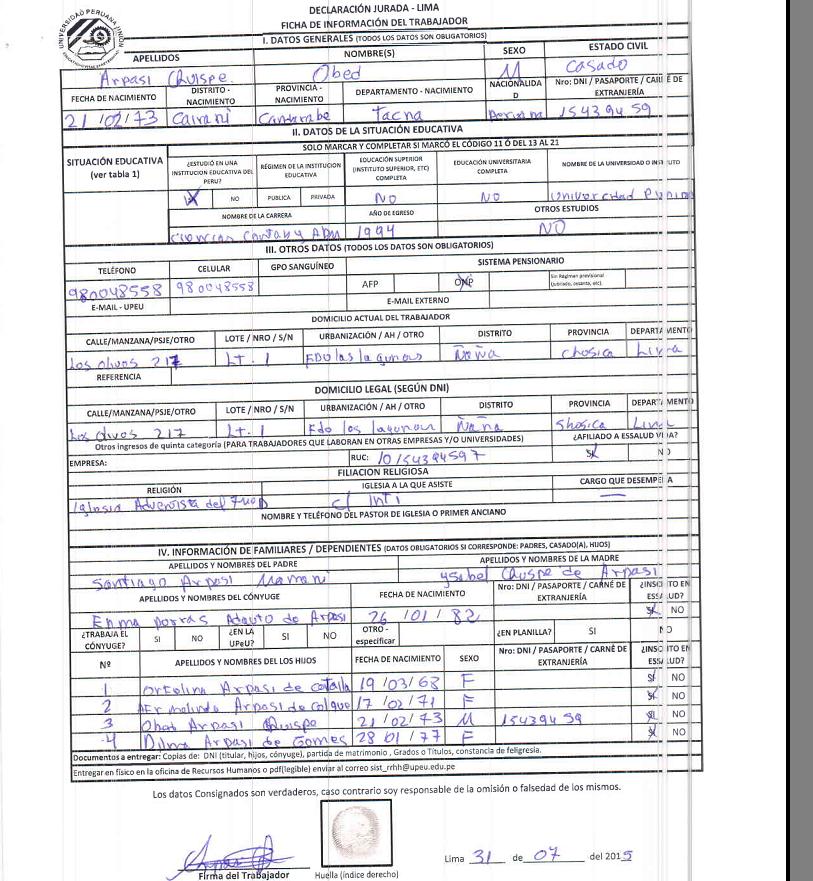 UNIVERSIDAD PERUANA UNION
DECLARACIÓN JURADA - LIMA
FICHA DE INFORMACIÓN DEL TRABAJADOR
I. DATOS GENERALES (TODOS LOS DATOS SON OBLIGATORIOS)
APELLIDOS NOMBRE(S) SEXO ESTADO CIVIL
Arpasi Quispe. Obed M Casado
FECHA DE NACIMIENTO DISTRITO - NACIMIENTO PROVINCIA - NACIMIENTO DEPARTAMENTO - NACIMIENTO NACIONALIDAD Nro: DNI / PASAPORTE / CARNÉ DE EXTRANJERÍA
21/02/73 Cairani Candarabe Tacna Peruana 15439459
II. DATOS DE LA SITUACIÓN EDUCATIVA
SITUACIÓN EDUCATIVA (ver tabla 1) SOLO MARCAR Y COMPLETAR SI MARCÓ EL CÓDIGO 11 Ó DEL 13 AL 21
¿ESTUDIÓ EN UNA INSTITUCION EDUCATIVA DEL PERU? RÉGIMEN DE LA INSTITUCION EDUCATIVA EDUCACIÓN SUPERIOR (INSTITUTO SUPERIOR, ETC) COMPLETA EDUCACIÓN UNIVERSITARIA COMPLETA NOMBRE DE LA UNIVERSIDAD O INSTITUTO
NO PUBLICA PRIVADA NO NO Universidad
NOMBRE DE LA CARRERA AÑO DE EGRESO OTROS ESTUDIOS
1994 NO
III. OTROS DATOS (TODOS LOS DATOS SON OBLIGATORIOS)
TELÉFONO CELULAR GPO SANGUÍNEO SISTEMA PENSIONARIO
980048558 980048558 AFP ONP Sin Régimen previsional (jubilado, cesante, etc).
E-MAIL - UPEU E-MAIL EXTERNO
DOMICILIO ACTUAL DEL TRABAJADOR
CALLE/MANZANA/PSJE/OTRO LOTE / NRO / S/N URBANIZACIÓN / AH / OTRO DISTRITO PROVINCIA DEPARTAMENTO
Los olivos 217 Lt. 1 FDO las lagunas Ñaña Chosica Lima
REFERENCIA
DOMICILIO LEGAL (SEGÚN DNI)
CALLE/MANZANA/PSJE/OTRO LOTE / NRO / S/N URBANIZACIÓN / AH / OTRO DISTRITO PROVINCIA DEPARTAMENTO
Los olivos 217 Lt. 1 Fdo las lagunas Ñaña Shosica Lima
Otros ingresos de quinta categoría (PARA TRABAJADORES QUE LABORAN EN OTRAS EMPRESAS Y/O UNIVERSIDADES) ¿AFILIADO A ESSALUD VIDA?
EMPRESA: RUC: 10154394597 SI NO
FILIACION RELIGIOSA
RELIGIÓN IGLESIA A LA QUE ASISTE CARGO QUE DESEMPEÑA
Iglesia Adventista del c/ Inti
NOMBRE Y TELÉFONO DEL PASTOR DE IGLESIA O PRIMER ANCIANO
IV. INFORMACIÓN DE FAMILIARES / DEPENDIENTES (DATOS OBLIGATORIOS SI CORRESPONDE: PADRES, CASADO(A), HIJOS)
APELLIDOS Y NOMBRES DEL PADRE APELLIDOS Y NOMBRES DE LA MADRE
Santiago Arpasi Mamani Ysabel Quispe de Arpasi
APELLIDOS Y NOMBRES DEL CÓNYUGE FECHA DE NACIMIENTO Nro: DNI / PASAPORTE / CARNÉ DE EXTRANJERÍA ¿INSCRITO EN ESSALUD?
Enma Porras Adauto de Arpasi 26/01/82 SI NO
¿TRABAJA EL CÓNYUGE? SI NO ¿EN LA UPeU? SI NO OTRO - especificar ¿EN PLANILLA? SI NO
Nº APELLIDOS Y NOMBRES DEL LOS HIJOS FECHA DE NACIMIENTO SEXO Nro: DNI / PASAPORTE / CARNÉ DE EXTRANJERÍA ¿INSCRITO EN ESSALUD?
1 Ortelina Arpasi de 19/03/68 F SI NO
2 Arpasi de Colque 17/02/71 F SI NO
3 Obed Arpasi Quispe 21/02/73 M 15439459 SI NO
4 Dilma Arpasi de Gomes 28 01/77 F SI NO
Documentos a entregar: Copias de: DNI (titular, hijos, cónyuge), partida de matrimonio , Grados o Títulos, constancia de feligresia.
Entregar en físico en la oficina de Recursos Humanos o pdf(legible) enviar al correo sist_rrhh@upeu.edu.pe
Los datos Consignados son verdaderos, caso contrario soy responsable de la omisión o falsedad de los mismos.
Lima 31 de 07 del 2015
Firma del Trabajador Huella (índice derecho)